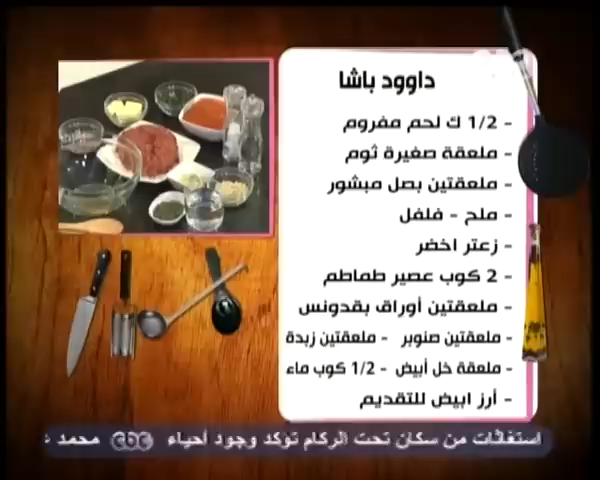 داوود باشا
- 1/2 ك لحم مفروم
- ملعقة صغيرة ثوم
- ملعقتين بصل مبشور
- ملح - فلفل
- زعتر اخضر
- 2 كوب عصير طماطم
- ملعقتين أوراق بقدونس
- ملعقتين صنوبر - ملعقتين زبدة
- ملعقة خل أبيض - 1/2 كوب ماء
- أرز ابيض للتقديم
استغاثات من سكان تحت الركام تؤكد وجود أحياء cbc محمد